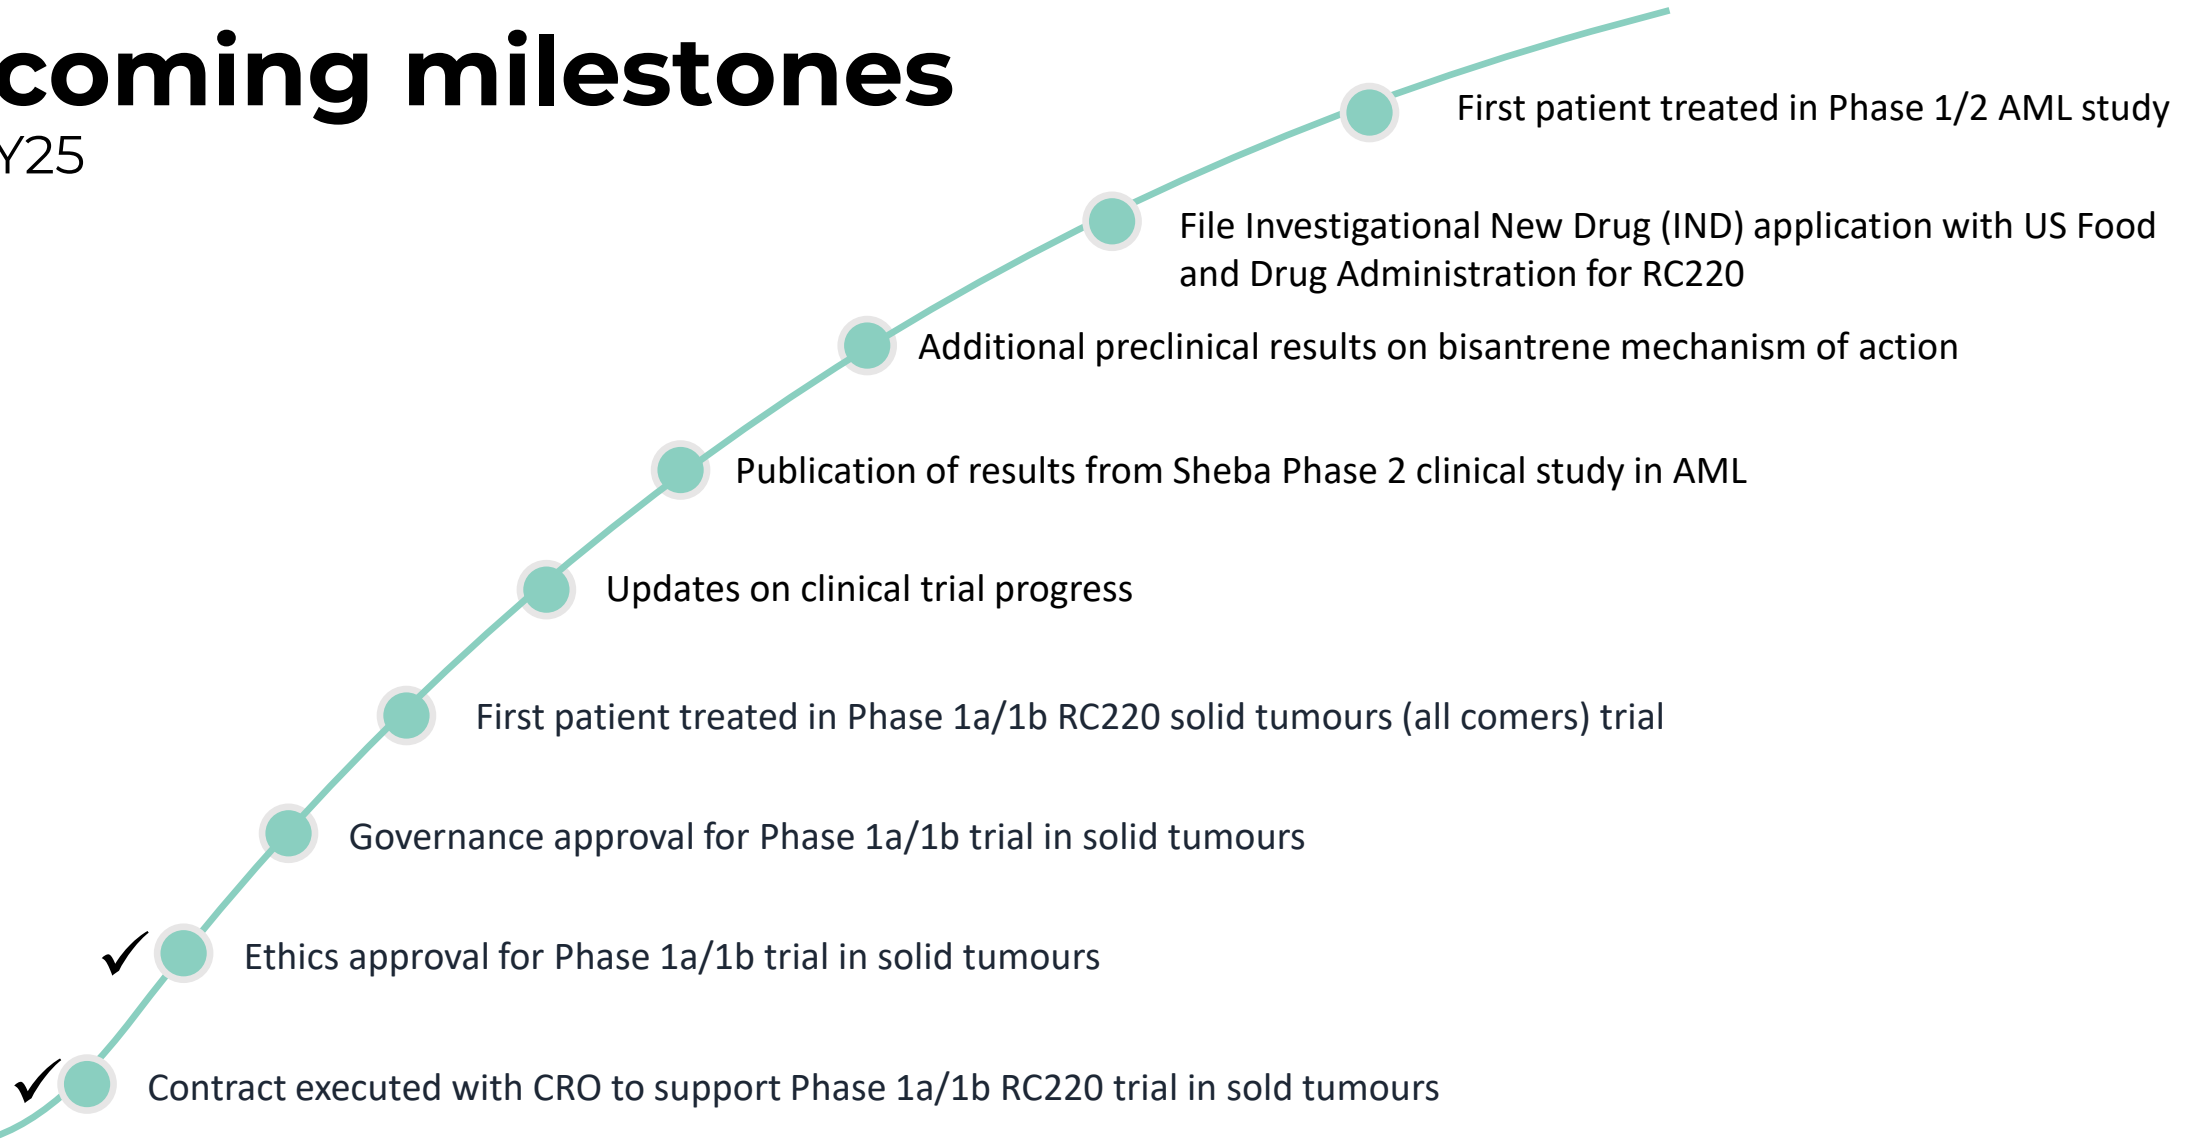 coming milestones
Y25
First patient treated in Phase 1/2 AML study
File Investigational New Drug (IND) application with US Food
and Drug Administration for RC220
Additional preclinical results on bisantrene mechanism of action
Publication of results from Sheba Phase 2 clinical study in AML
Updates on clinical trial progress
First patient treated in Phase 1a/1b RC220 solid tumours (all comers) trial
Governance approval for Phase 1a/1b trial in solid tumours
✓ Ethics approval for Phase 1a/1b trial in solid tumours
✓ Contract executed with CRO to support Phase 1a/1b RC220 trial in sold tumours